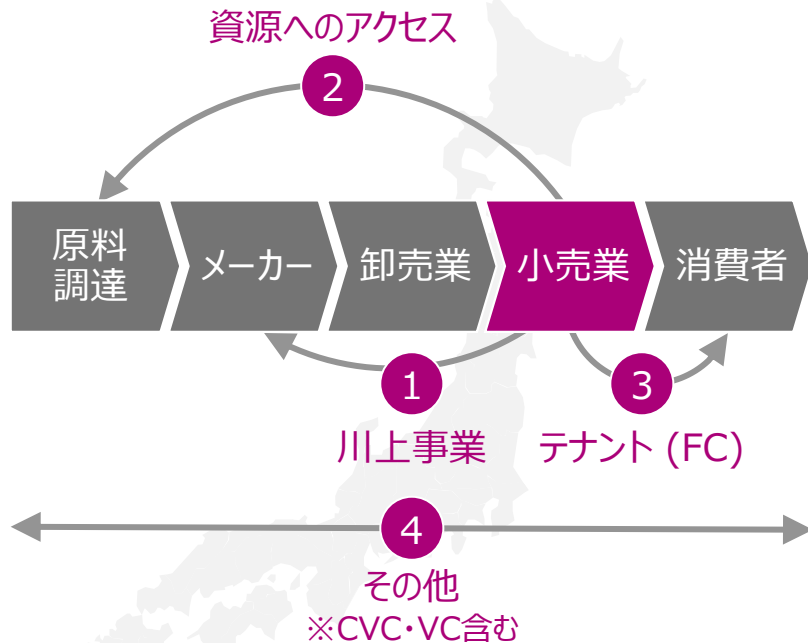 資源へのアクセス
2
原料
調達
メーカー
卸売業
小売業
消費者
1
3
川上事業
テナント (FC)
4
その他
※CVC・VC含む